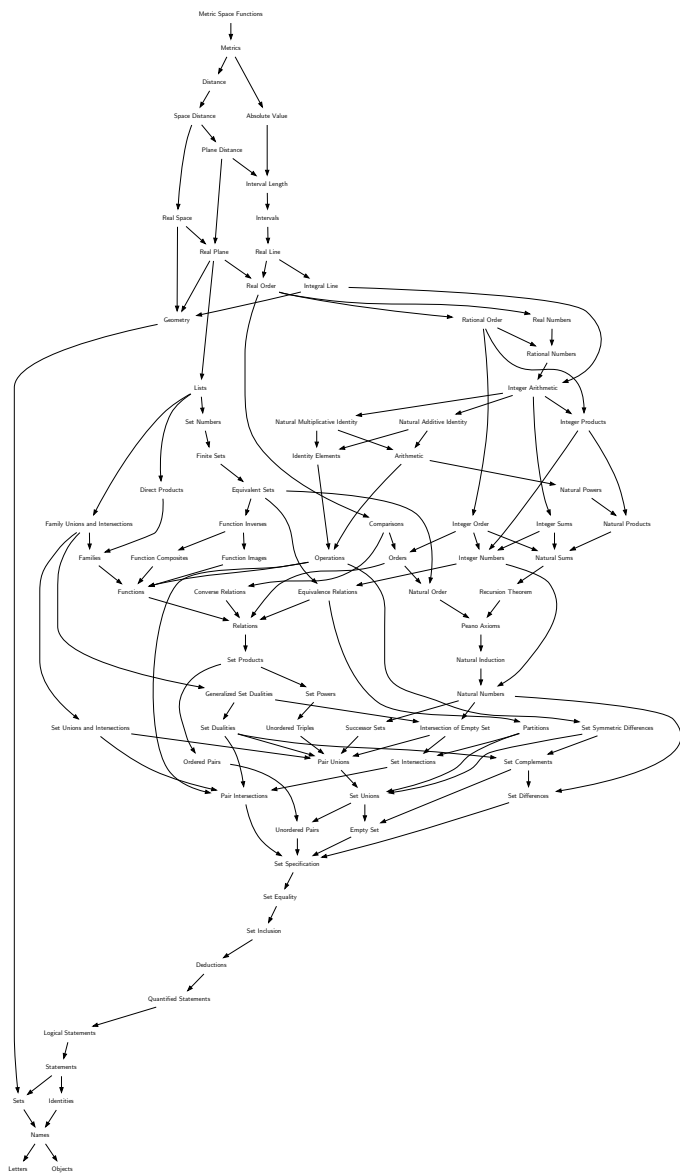 Metric Space Functions
Metrics
Distance
Space Distance Absolute Value
Plane Distance
Interval Length
Real Space Intervals
Real Plane Real Line
Real Order Integral Line
Geometry Rational Order Real Numbers
Rational Numbers
Lists Integer Arithmetic
Set Numbers Natural Multiplicative Identity Natural Additive Identity Integer Products
Finite Sets Identity Elements Arithmetic
Direct Products Equivalent Sets Natural Powers
Family Unions and Intersections Function Inverses Comparisons Integer Order Integer Sums Natural Products
Families Function Composites Function Images Operations Orders Integer Numbers Natural Sums
Functions Converse Relations Equivalence Relations Natural Order Recursion Theorem
Relations Peano Axioms
Set Products Natural Induction
Generalized Set Dualities Set Powers Natural Numbers
Set Unions and Intersections Set Dualities Unordered Triples Successor Sets Intersection of Empty Set Partitions Set Symmetric Differences
Ordered Pairs Pair Unions Set Intersections Set Complements
Pair Intersections Set Unions Set Differences
Unordered Pairs Empty Set
Set Specification
Set Equality
Set Inclusion
Deductions
Quantified Statements
Logical Statements
Statements
Sets Identities
Names
Letters Objects